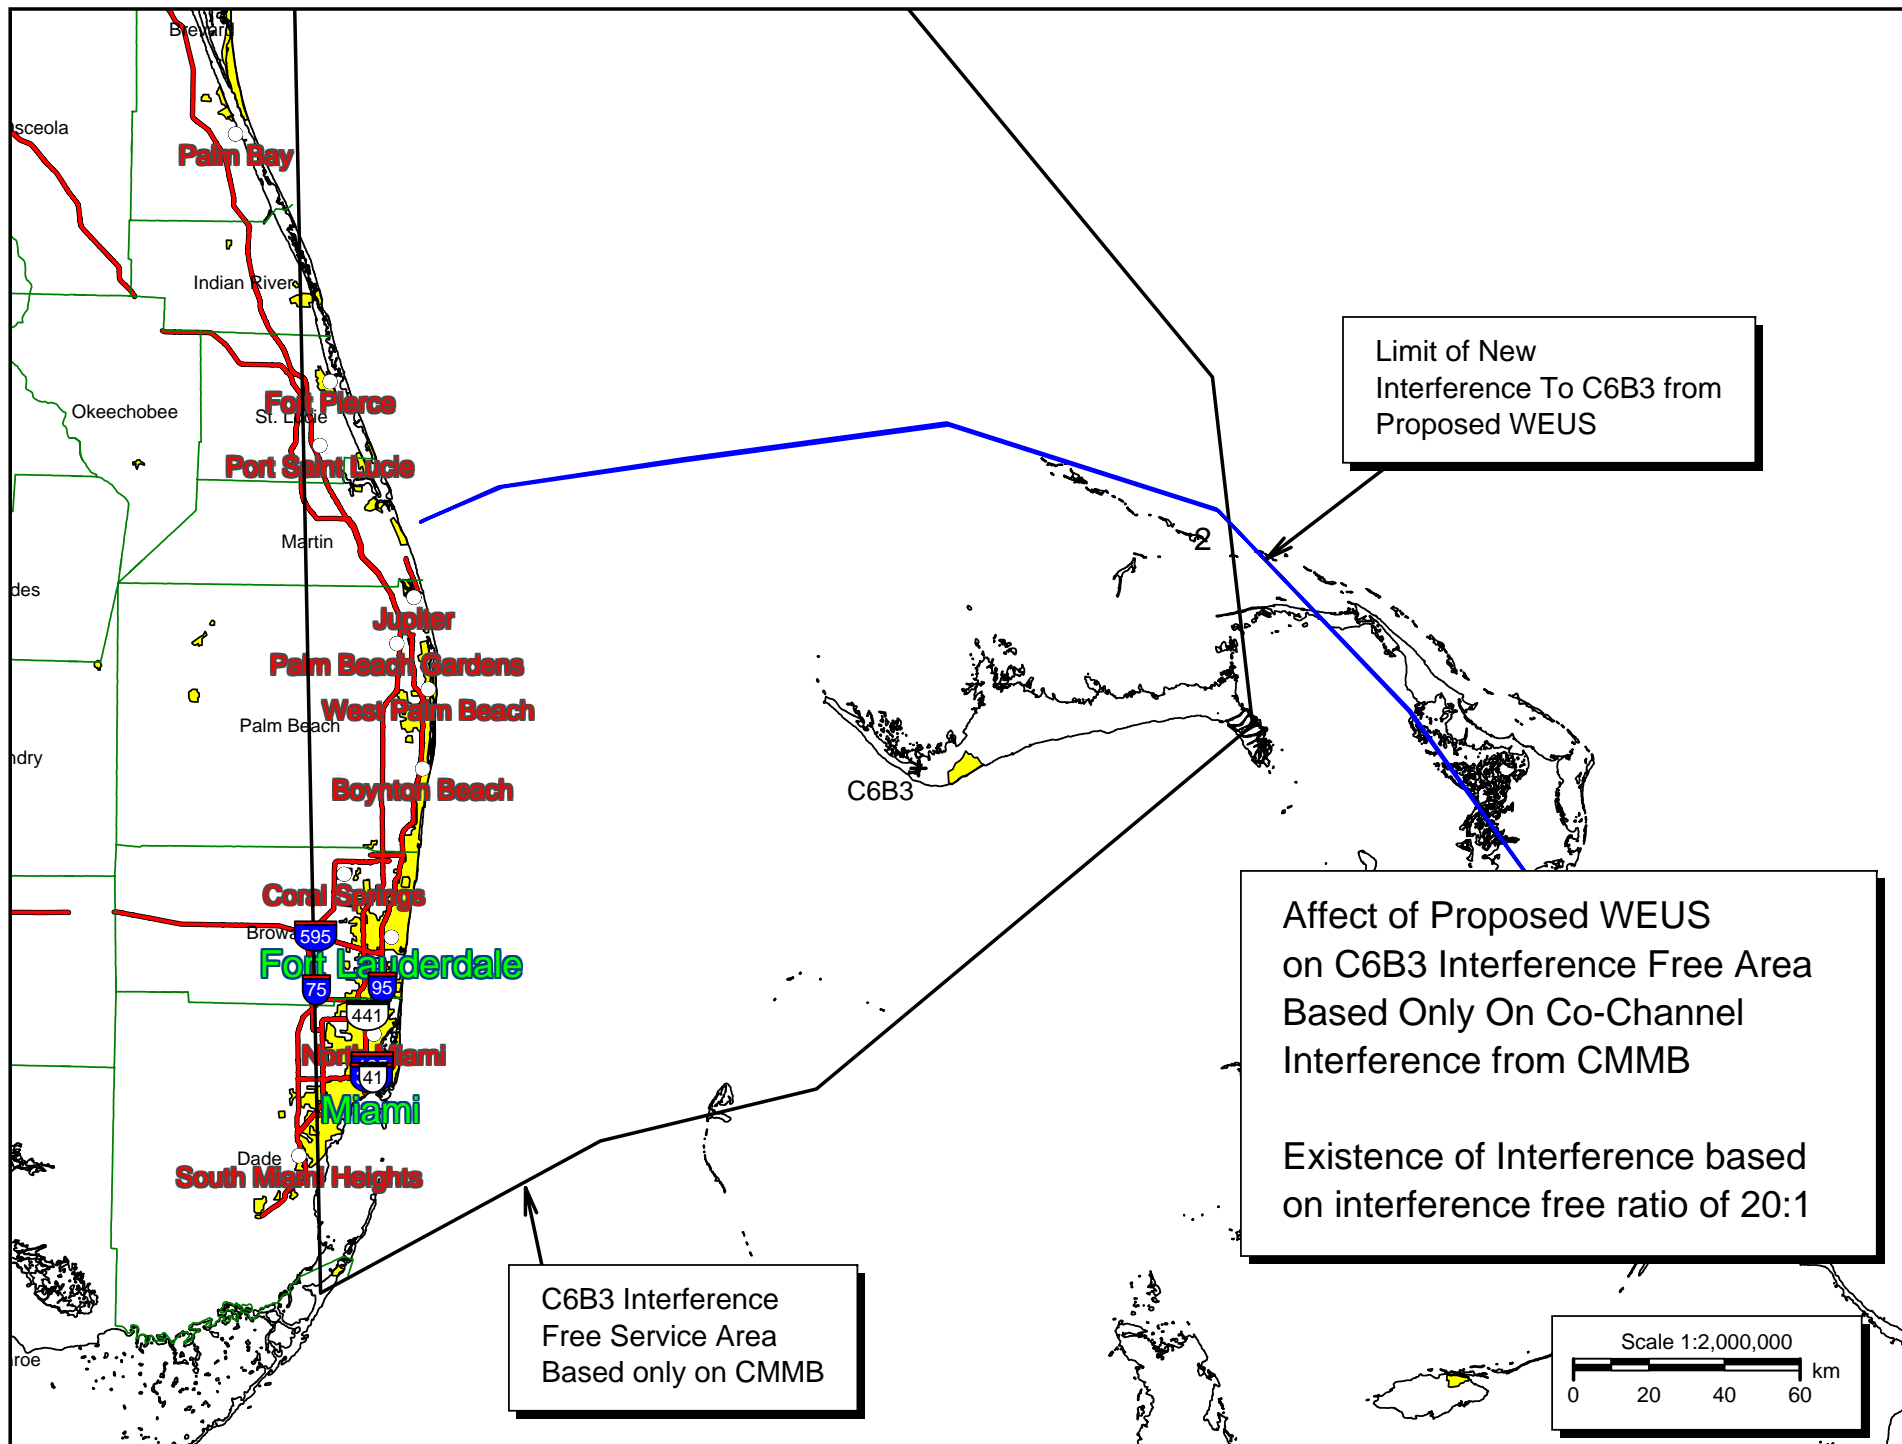 Brevard
Palm Bay
Indian River
Limit of New
Interference To C6B3 from
Proposed WEUS
Okeechobee
Fort Pierce
St. Lucie
Port Saint Lucie
Martin
2
Jupiter
Palm Beach Gardens
West Palm Beach
Palm Beach
Boynton Beach
C6B3
Coral Springs
595
Fort Lauderdale
75
95
441
North Miami
41
Miami
Dade
South Miami Heights
Affect of Proposed WEUS
on C6B3 Interference Free Area
Based Only On Co-Channel
Interference from CMMB
Existence of Interference based
on interference free ratio of 20:1
C6B3 Interference
Free Service Area
Based only on CMMB
Scale 1:2,000,000
km
0 20 40 60